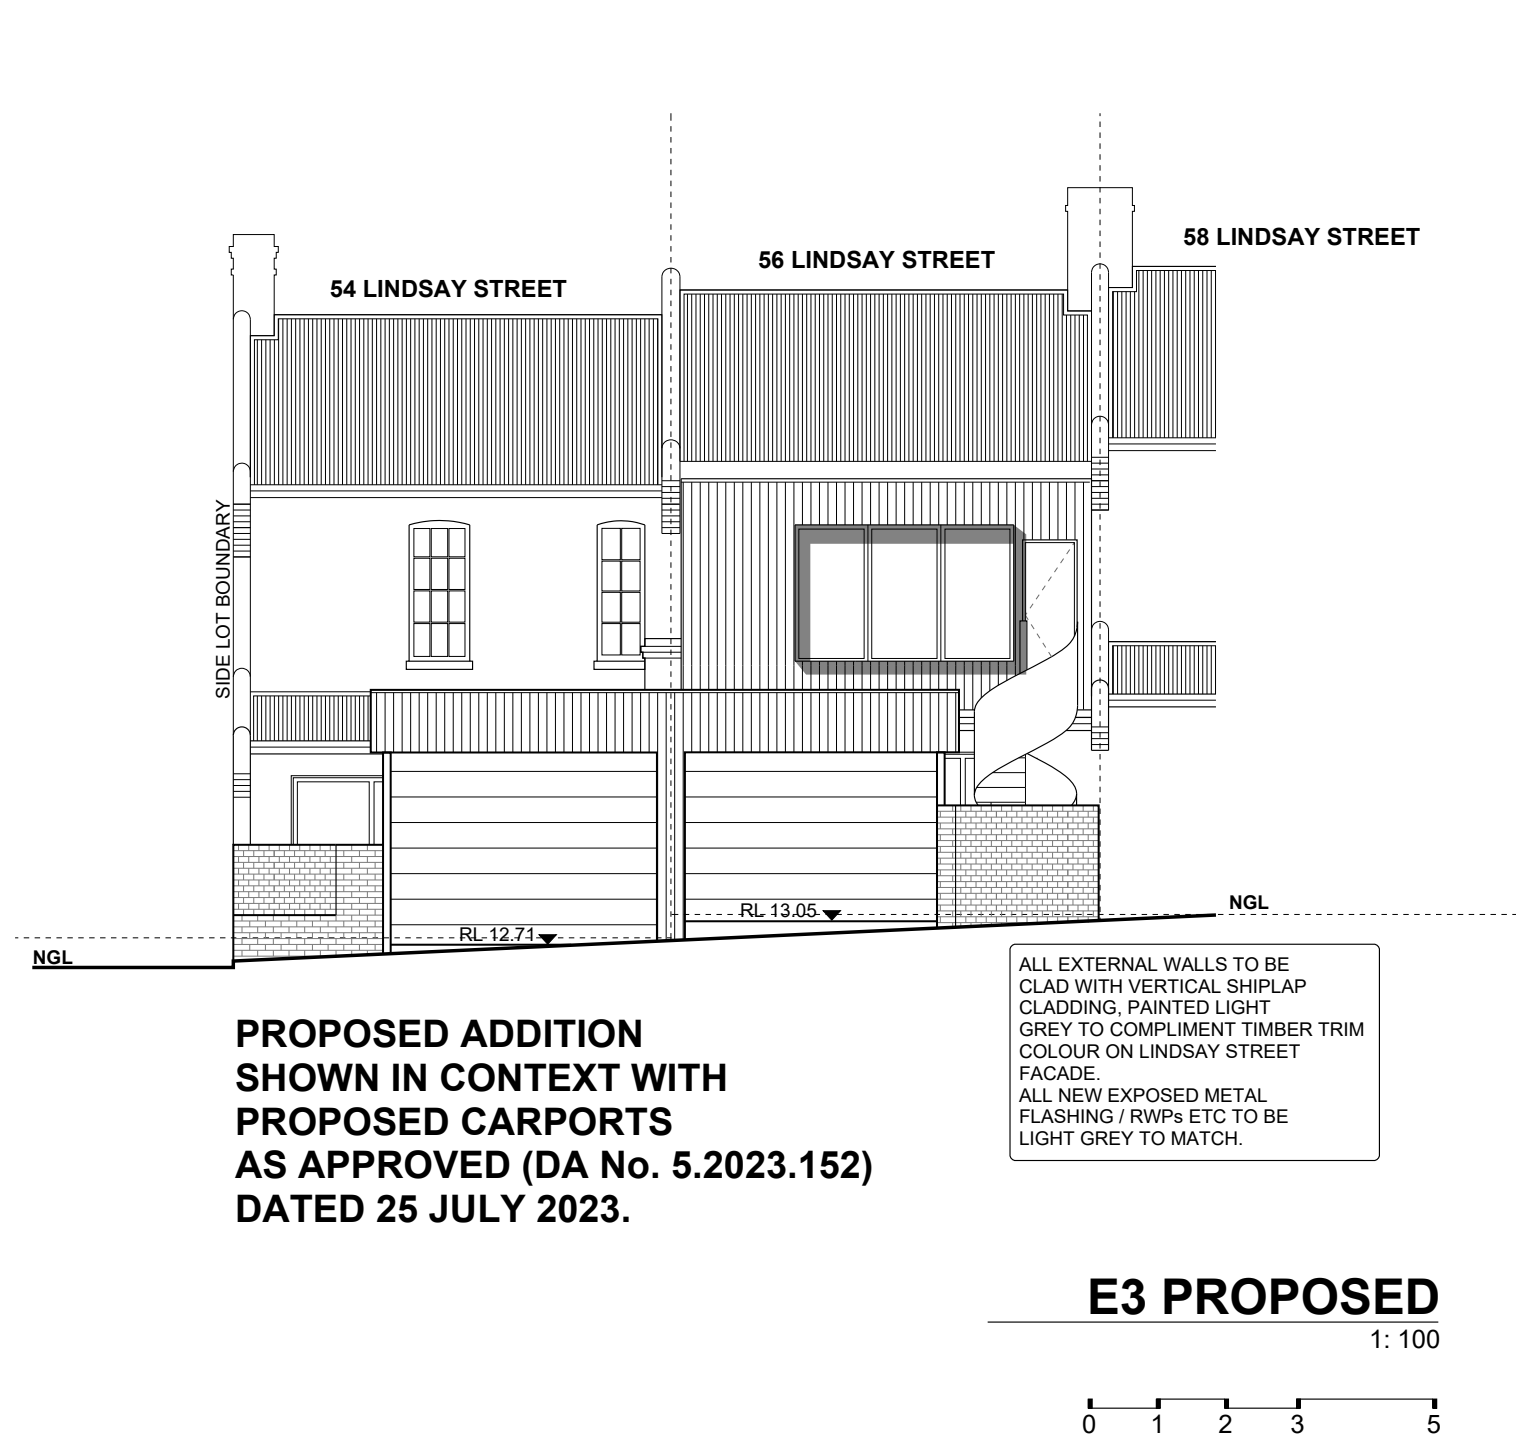 58 LINDSAY STREET
56 LINDSAY STREET
54 LINDSAY STREET
SIDE LOT BOUNDARY
NGL
RL 13.05
RL 12.71
NGL
ALL EXTERNAL WALLS TO BE
CLAD WITH VERTICAL SHIPLAP
CLADDING, PAINTED LIGHT
GREY TO COMPLIMENT TIMBER TRIM
COLOUR ON LINDSAY STREET
FACADE.
ALL NEW EXPOSED METAL
FLASHING / RWPs ETC TO BE
LIGHT GREY TO MATCH.
PROPOSED ADDITION
SHOWN IN CONTEXT WITH
PROPOSED CARPORTS
AS APPROVED (DA No. 5.2023.152)
DATED 25 JULY 2023.
E3 PROPOSED
1: 100
0 1 2 3 5